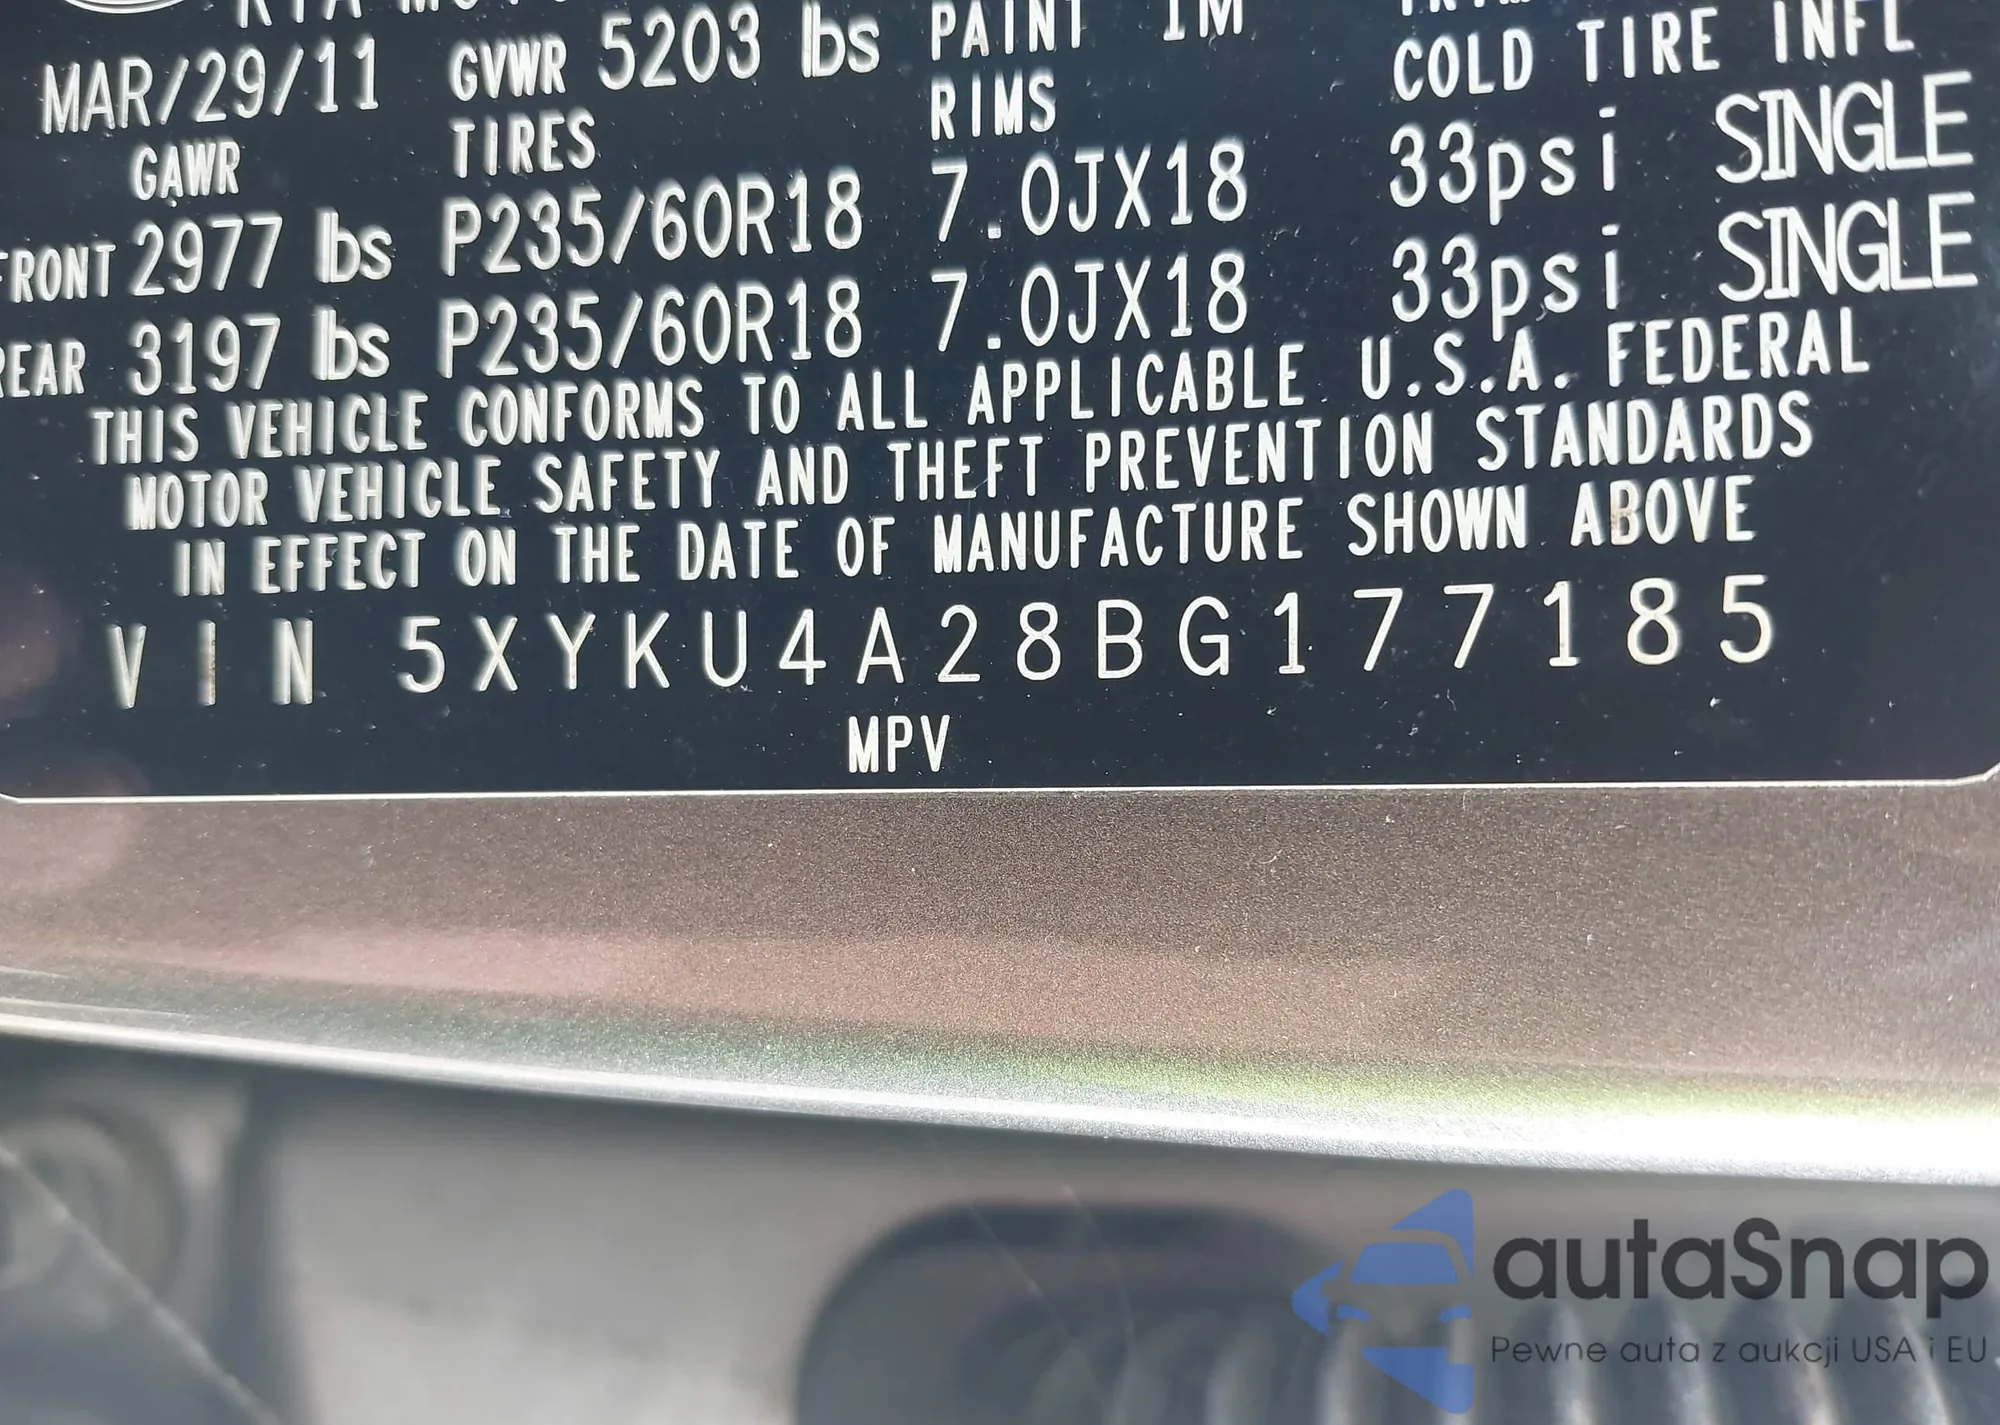 MAR/29/11 GVWR 5203 lbs PAINT 1M
GAWR TIRES RIMS COLD TIRE INFL
FRONT 2977 lbs P235/60R18 7.0JX18 33psi SINGLE
REAR 3197 lbs P235/60R18 7.0JX18 33psi SINGLE
THIS VEHICLE CONFORMS TO ALL APPLICABLE U.S.A. FEDERAL
MOTOR VEHICLE SAFETY AND THEFT PREVENTION STANDARDS
IN EFFECT ON THE DATE OF MANUFACTURE SHOWN ABOVE
VIN 5XYKU4A28BG177185
MPV
autaSnap
Pewne auta z aukcji USA i EU